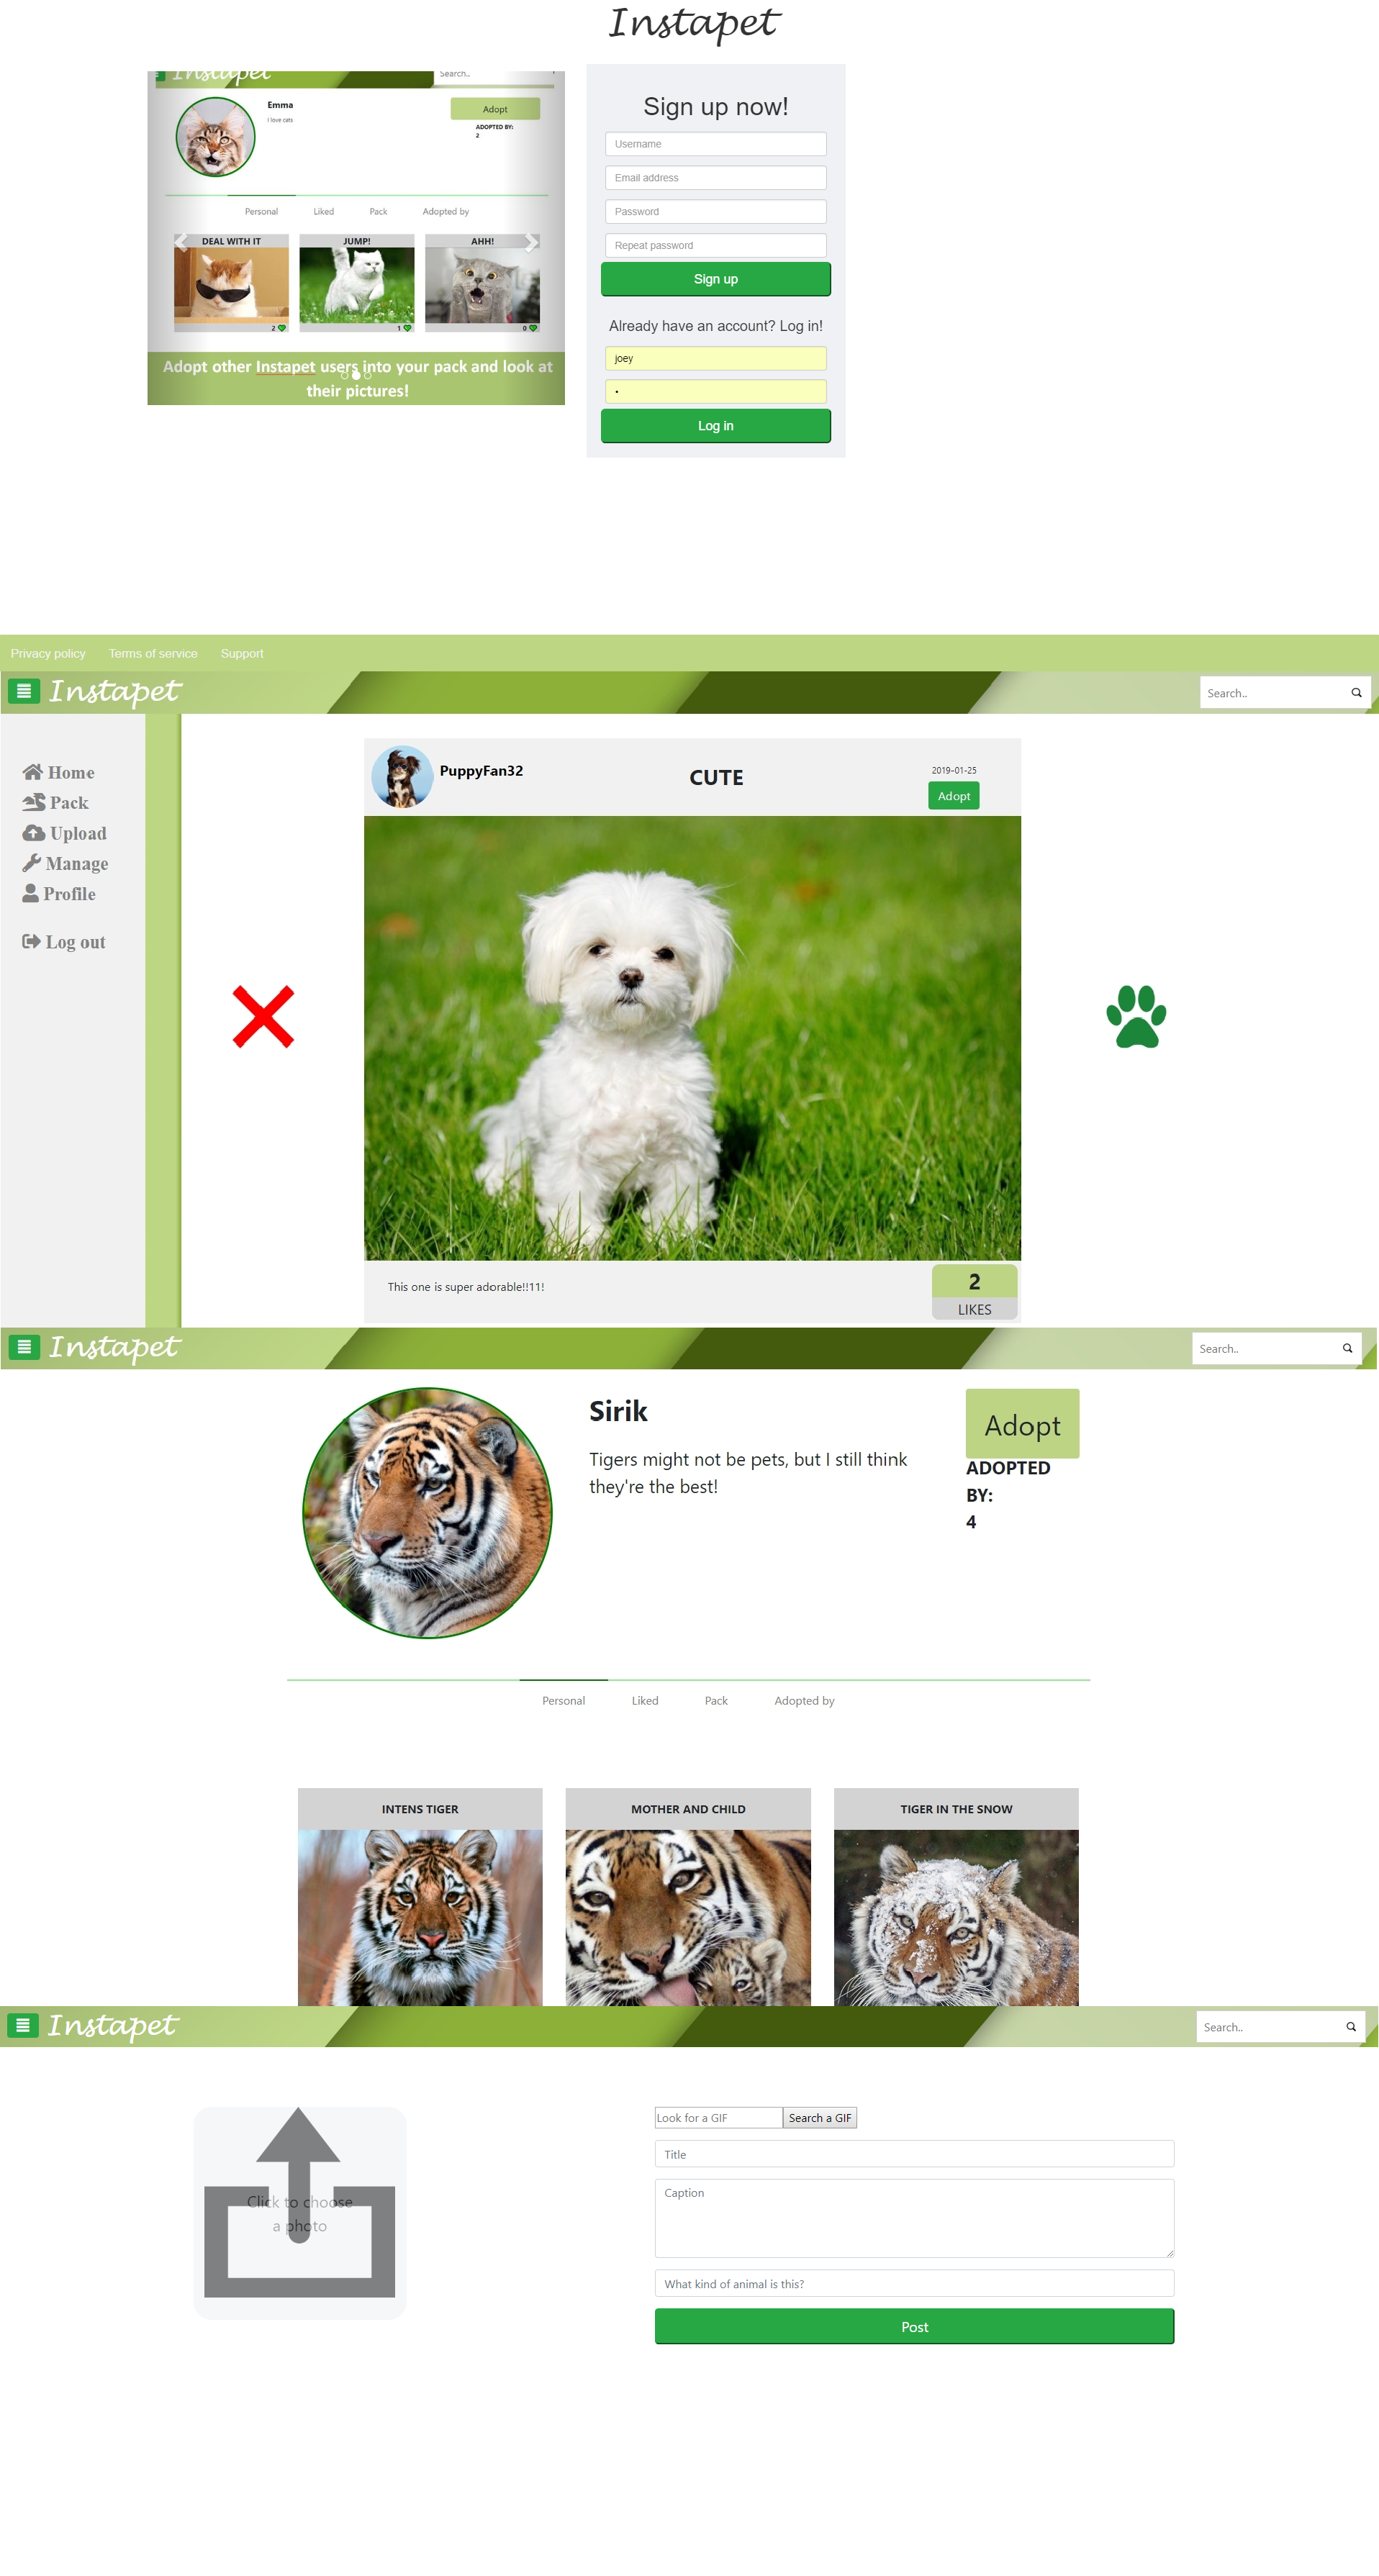 Instapet
Instapet
Search..
Emma
I love cats
Adopt
ADOPTED BY:
2
Personal
Liked
Pack
Adopted by
DEAL WITH IT
JUMP!
AHH!
2
1
0
Adopt other Instapet users into your pack and look at
their pictures!
Sign up now!
Username
Email address
Password
Repeat password
Sign up
Already have an account? Log in!
joey
Log in
Privacy policy
Terms of service
Support
Instapet
Search..
Home
Pack
Upload
Manage
Profile
Log out
PuppyFan32
CUTE
2019-01-25
Adopt
This one is super adorable!!11!
2
LIKES
Instapet
Search..
Sirik
Tigers might not be pets, but I still think
they're the best!
Adopt
ADOPTED
BY:
4
Personal
Liked
Pack
Adopted by
INTENS TIGER
MOTHER AND CHILD
TIGER IN THE SNOW
Instapet
Search..
Click to choose
a photo
Look for a GIF
Search a GIF
Title
Caption
What kind of animal is this?
Post